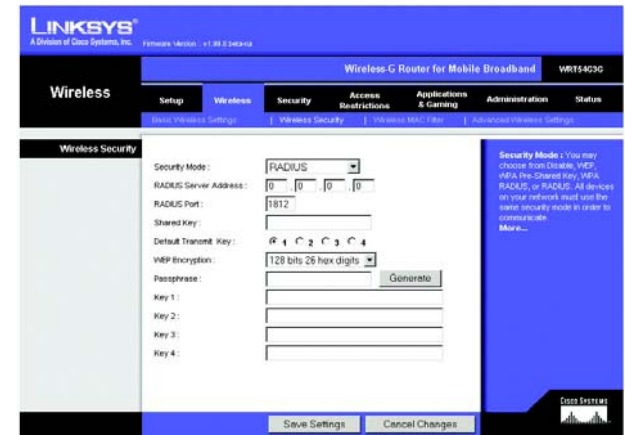 LINKSYS®
A Division of Cisco Systems, Inc.
Firmware Version :
Wireless-G Router for Mobile Broadband WRT54G3G
Wireless
Setup Wireless Security Access Restrictions Applications & Gaming Administration Status
Basic Wireless Settings | Wireless Security | Wireless MAC Filter | Advanced Wireless Settings
Wireless Security
Security Mode : RADIUS
RADIUS Server Address : 0 . 0 . 0 . 0
RADIUS Port : 1812
Shared Key :
Default Transmit Key : 1 2 3 4
WEP Encryption : 128 bits 26 hex digits
Passphrase : Generate
Key 1 :
Key 2 :
Key 3 :
Key 4 :
Security Mode : You may
choose from Disable, WEP,
WPA Pre-Shared Key, WPA
RADIUS, or RADIUS. All devices
on your network must use the
same security mode in order to
communicate.
More...
CISCO SYSTEMS
Save Settings Cancel Changes